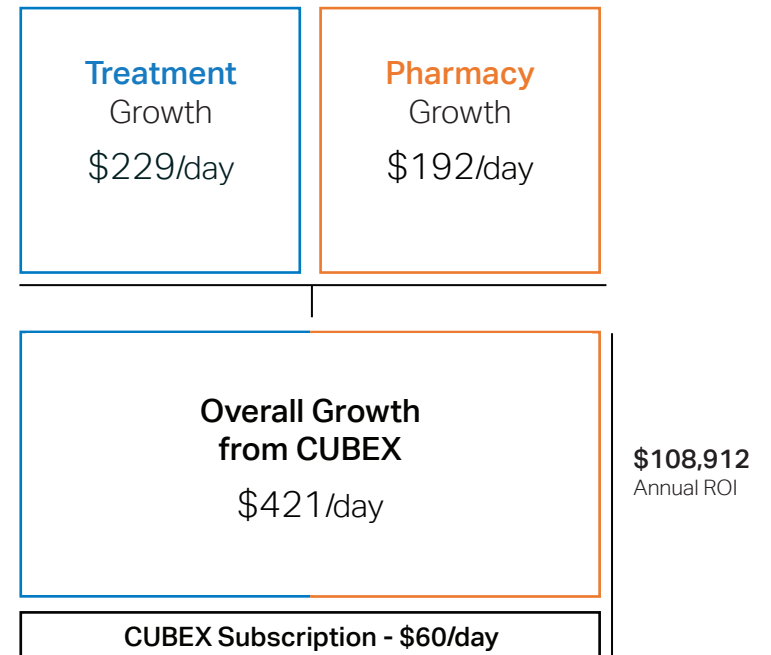 Treatment
Growth
$229/day
Pharmacy
Growth
$192/day
Overall Growth
from CUBEX
$421/day
$108,912
Annual ROI
CUBEX Subscription - $60/day